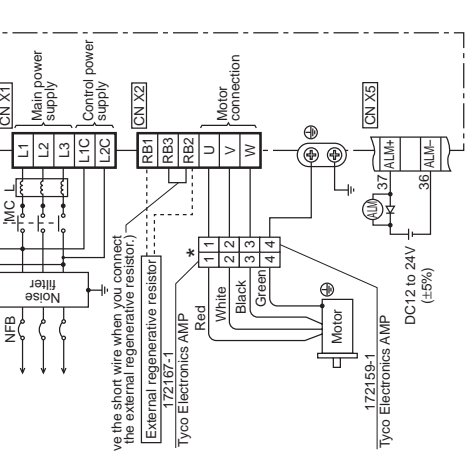 CN X1
Main power
supply
Control power
supply
CN X2
Motor
connection
CN X5
L1
L2
L3
L1C
L2C
RB1
RB3
RB2
U
V
W
ALM+
ALM−
37
36
ALM
DC12 to 24V
(±5%)
MC
L
Noise
filter
NFB
ve the short wire when you connect
the external regenerative resistor.)
External regenerative resistor
172167-1
Tyco Electronics AMP
*
1 1
2 2
3 3
4 4
Red
White
Black
Green
Motor
172159-1
Tyco Electronics AMP